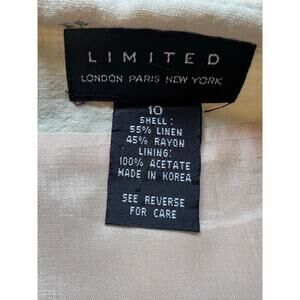 LIMITED
LONDON PARIS NEW YORK
10
SHELL:
55% LINEN
45% RAYON
LINING:
100% ACETATE
MADE IN KOREA
SEE REVERSE
FOR CARE